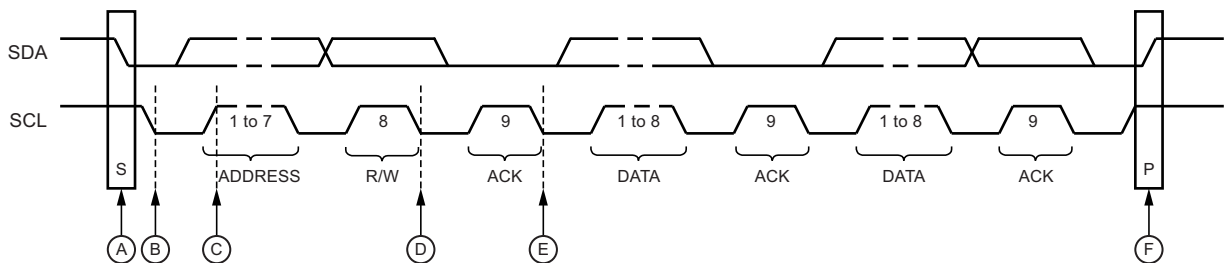 SDA
SCL
1 to 7
8
9
1 to 8
9
1 to 8
9
S
ADDRESS
R/W
ACK
DATA
ACK
DATA
ACK
P
A
B
C
D
E
F